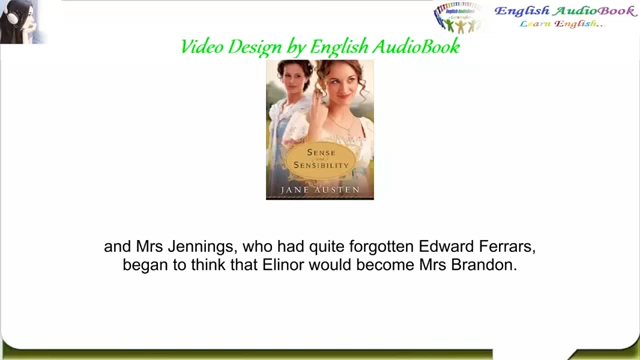 English AudioBook
Learn English...
Video Design by English AudioBook
SENSE
and
SENSIBILITY
JANE AUSTEN
and Mrs Jennings, who had quite forgotten Edward Ferrars,
began to think that Elinor would become Mrs Brandon.